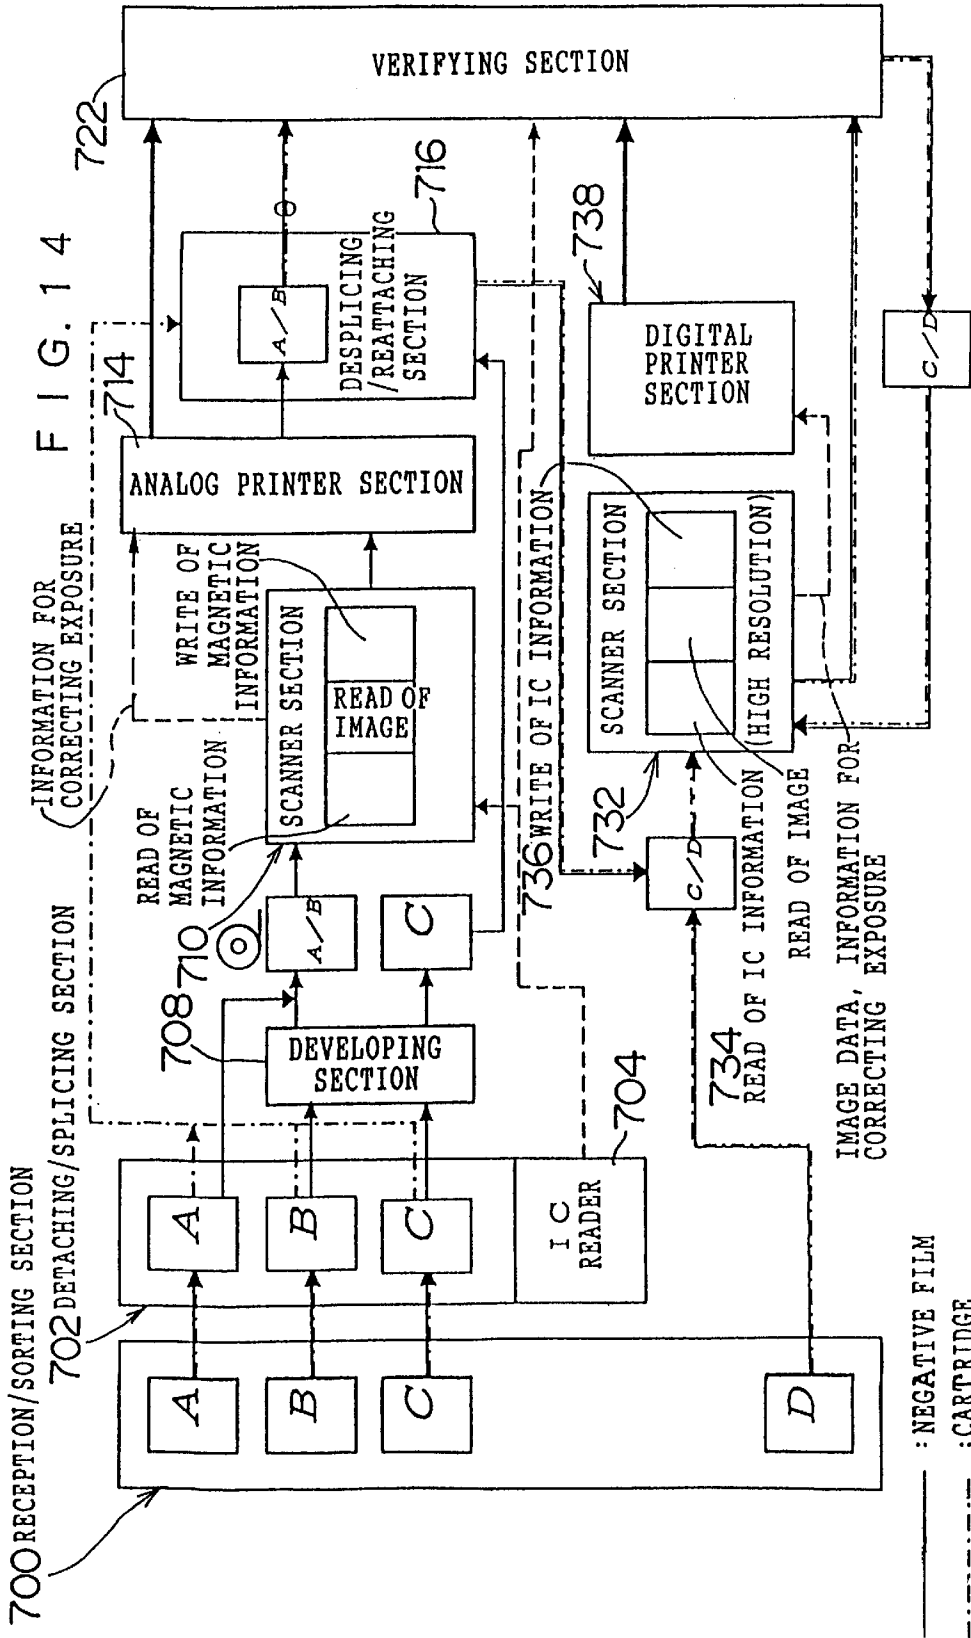 FIG. 14
700 RECEPTION/SORTING SECTION
A
B
C
D
702 DETACHING/SPLICING SECTION
A
B
C
IC
READER
704
708
DEVELOPING
SECTION
A/B
C
710
READ OF
MAGNETIC
INFORMATION
SCANNER SECTION
READ OF
IMAGE
WRITE OF
MAGNETIC
INFORMATION
INFORMATION FOR
CORRECTING EXPOSURE
714
ANALOG PRINTER SECTION
A/B
DESPLICING
/REATTACHING
SECTION
716
722
VERIFYING SECTION
734
READ OF IC INFORMATION
READ OF IMAGE
IMAGE DATA, INFORMATION FOR
CORRECTING EXPOSURE
C/D
732
736 WRITE OF IC INFORMATION
SCANNER SECTION
(HIGH RESOLUTION)
738
DIGITAL
PRINTER
SECTION
C/D
:NEGATIVE FILM
:CARTRIDGE